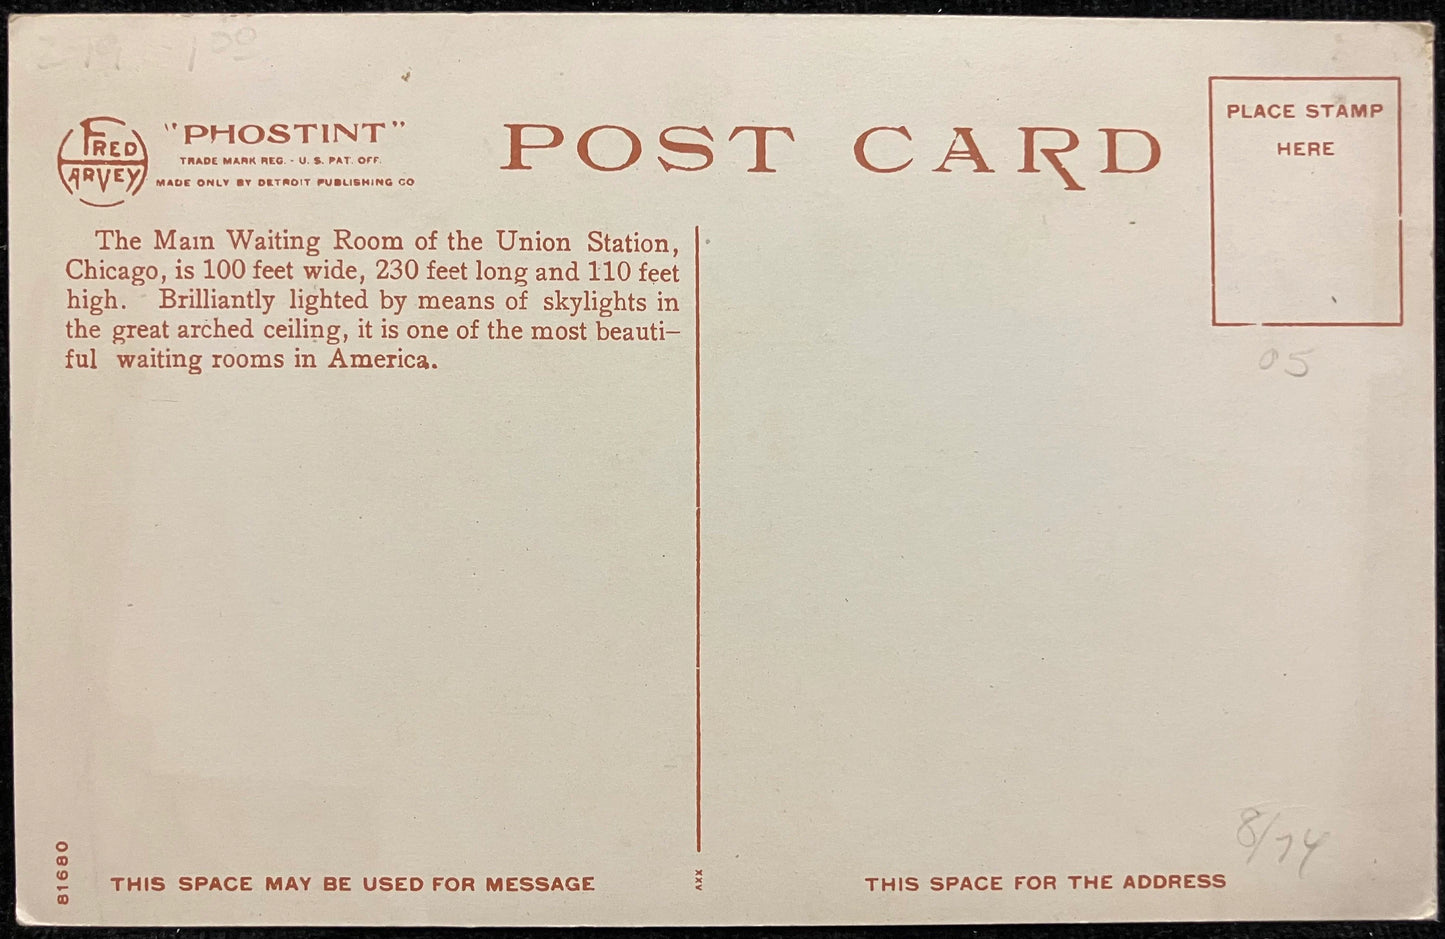 279 - 1.00
FRED
HARVEY
"PHOSTINT"
TRADE MARK REG. - U. S. PAT. OFF.
MADE ONLY BY DETROIT PUBLISHING CO
POST CARD
PLACE STAMP
HERE
The Main Waiting Room of the Union Station,
Chicago, is 100 feet wide, 230 feet long and 110 feet
high. Brilliantly lighted by means of skylights in
the great arched ceiling, it is one of the most beauti-
ful waiting rooms in America.
05
8/74
81680
THIS SPACE MAY BE USED FOR MESSAGE
THIS SPACE FOR THE ADDRESS